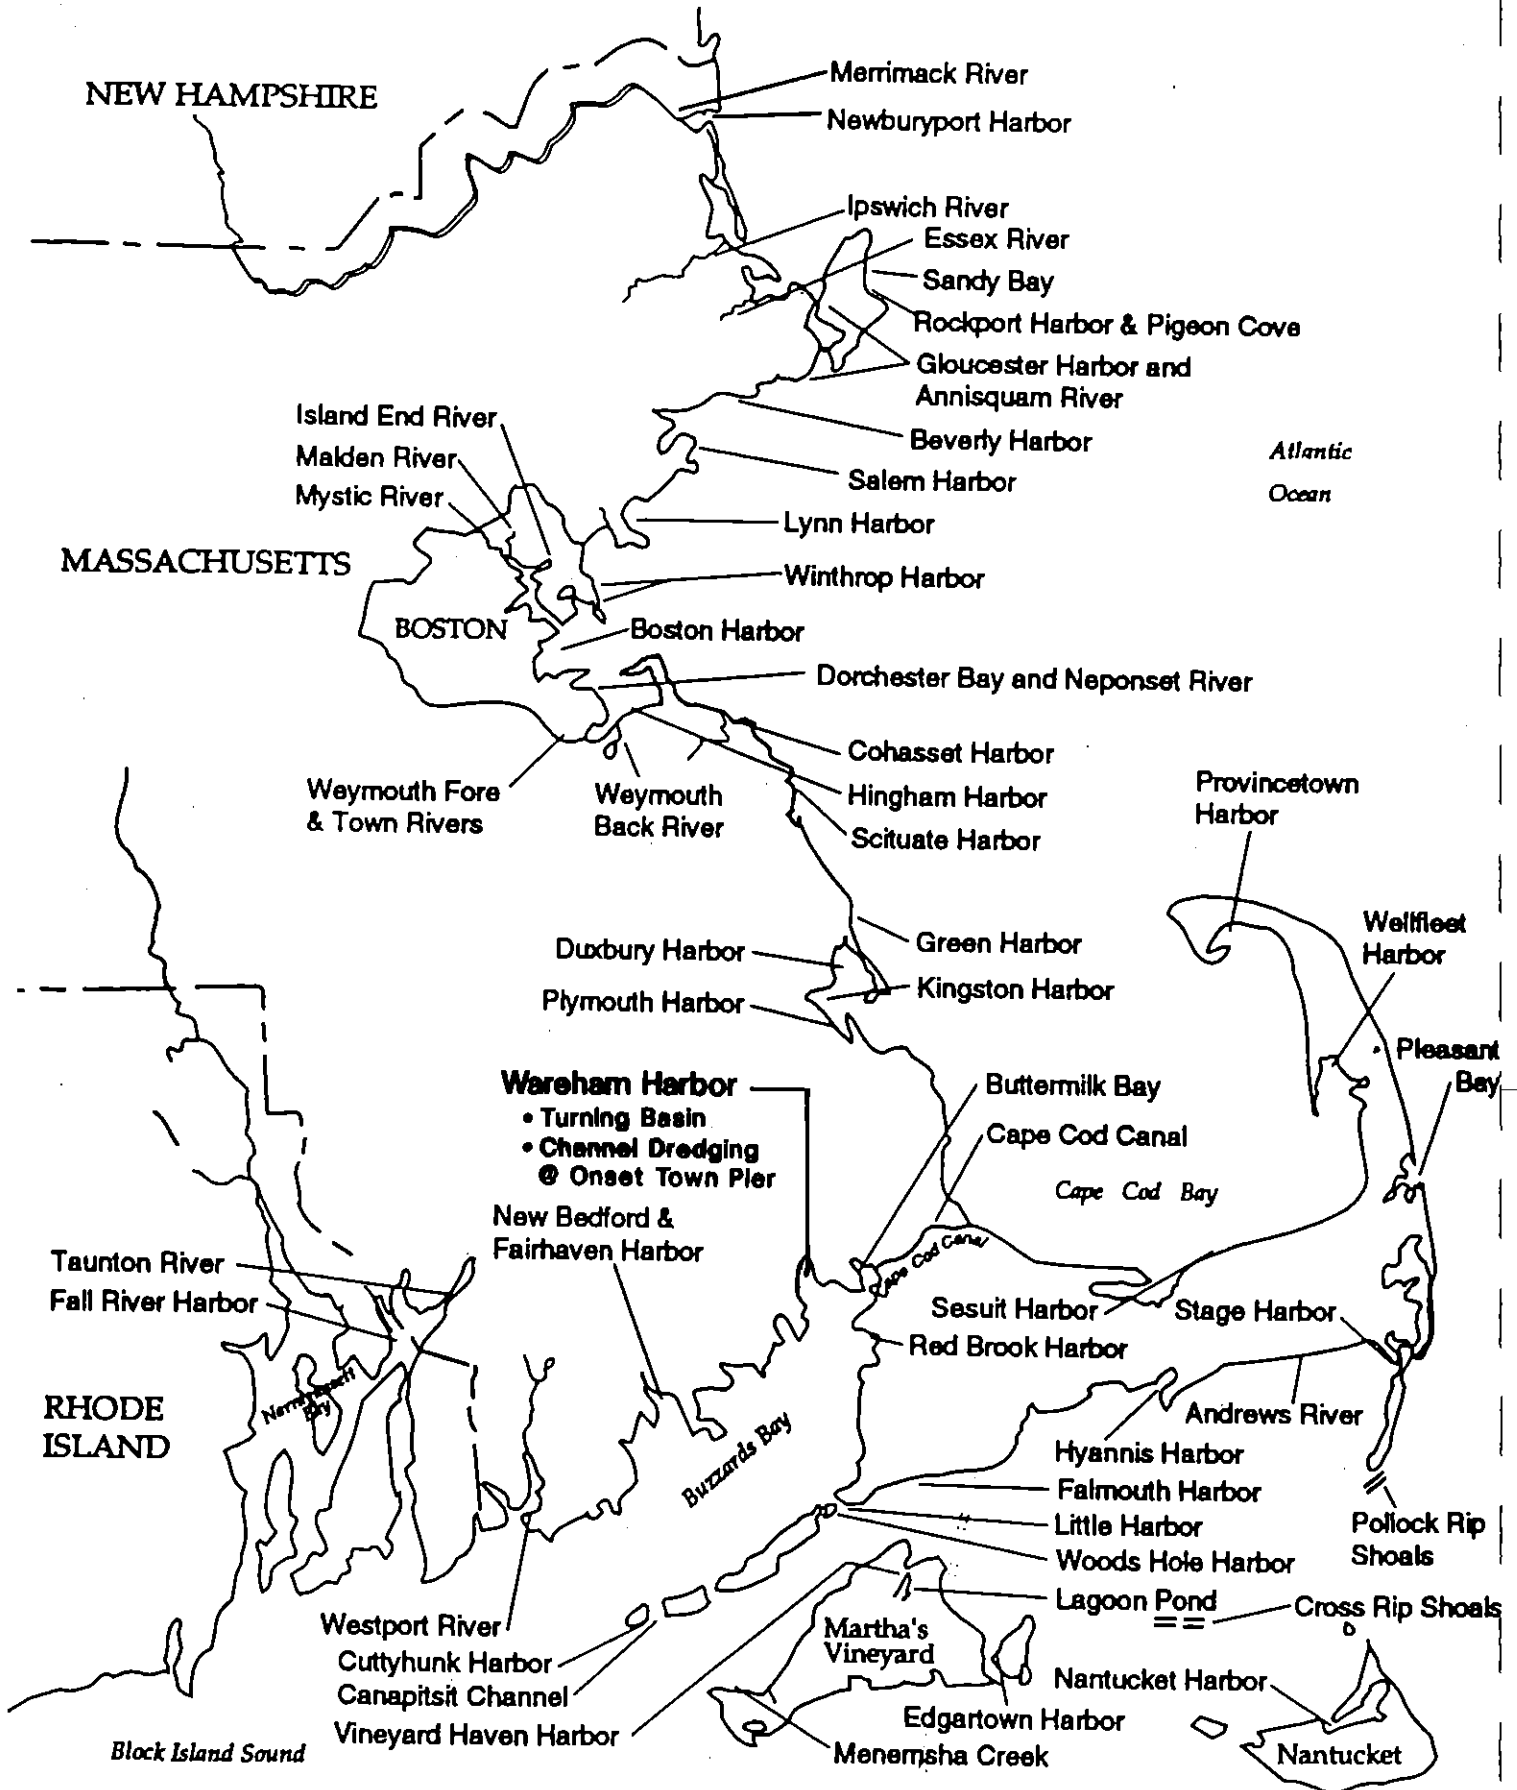 NEW HAMPSHIRE
Merrimack River
Newburyport Harbor
Ipswich River
Essex River
Sandy Bay
Rockport Harbor & Pigeon Cove
Gloucester Harbor and
Annisquam River
Island End River
Malden River
Mystic River
Beverly Harbor
Atlantic
Ocean
Salem Harbor
Lynn Harbor
MASSACHUSETTS
Winthrop Harbor
BOSTON
Boston Harbor
Dorchester Bay and Neponset River
Cohasset Harbor
Hingham Harbor
Scituate Harbor
Weymouth Fore
& Town Rivers
Weymouth
Back River
Provincetown
Harbor
Wellfleet
Harbor
Green Harbor
Duxbury Harbor
Kingston Harbor
Plymouth Harbor
Pleasant
Bay
Wareham Harbor
• Turning Basin
• Channel Dredging
@ Onset Town Pier
Buttermilk Bay
Cape Cod Canal
Cape Cod Bay
New Bedford &
Fairhaven Harbor
Cape Cod Canal
Taunton River
Fall River Harbor
Sesuit Harbor
Stage Harbor
Red Brook Harbor
RHODE
ISLAND
Narragansett
Bay
Buzzards Bay
Andrews River
Hyannis Harbor
Falmouth Harbor
Little Harbor
Woods Hole Harbor
Pollock Rip
Shoals
Lagoon Pond
Cross Rip Shoals
Westport River
Cuttyhunk Harbor
Canapitsit Channel
Vineyard Haven Harbor
Martha's
Vineyard
Nantucket Harbor
Edgartown Harbor
Menemsha Creek
Nantucket
Block Island Sound